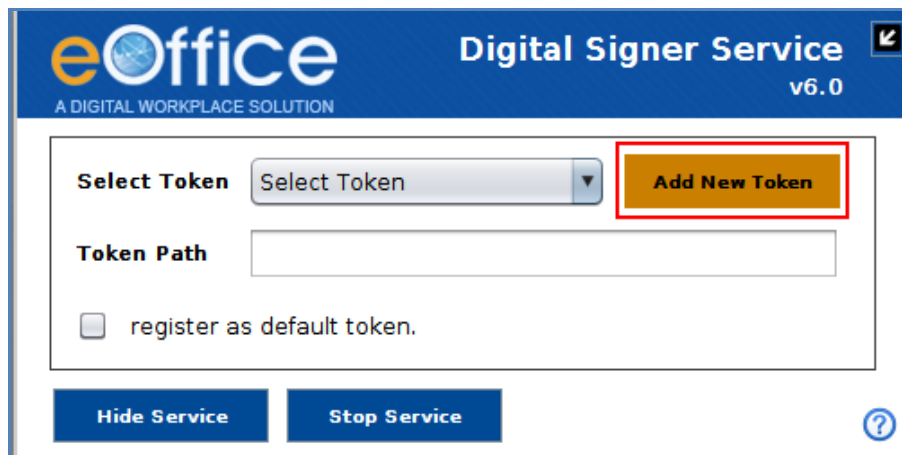 eOffice
A DIGITAL WORKPLACE SOLUTION
Digital Signer Service
v6.0
Select Token
Select Token
Add New Token
Token Path
register as default token.
Hide Service
Stop Service
?